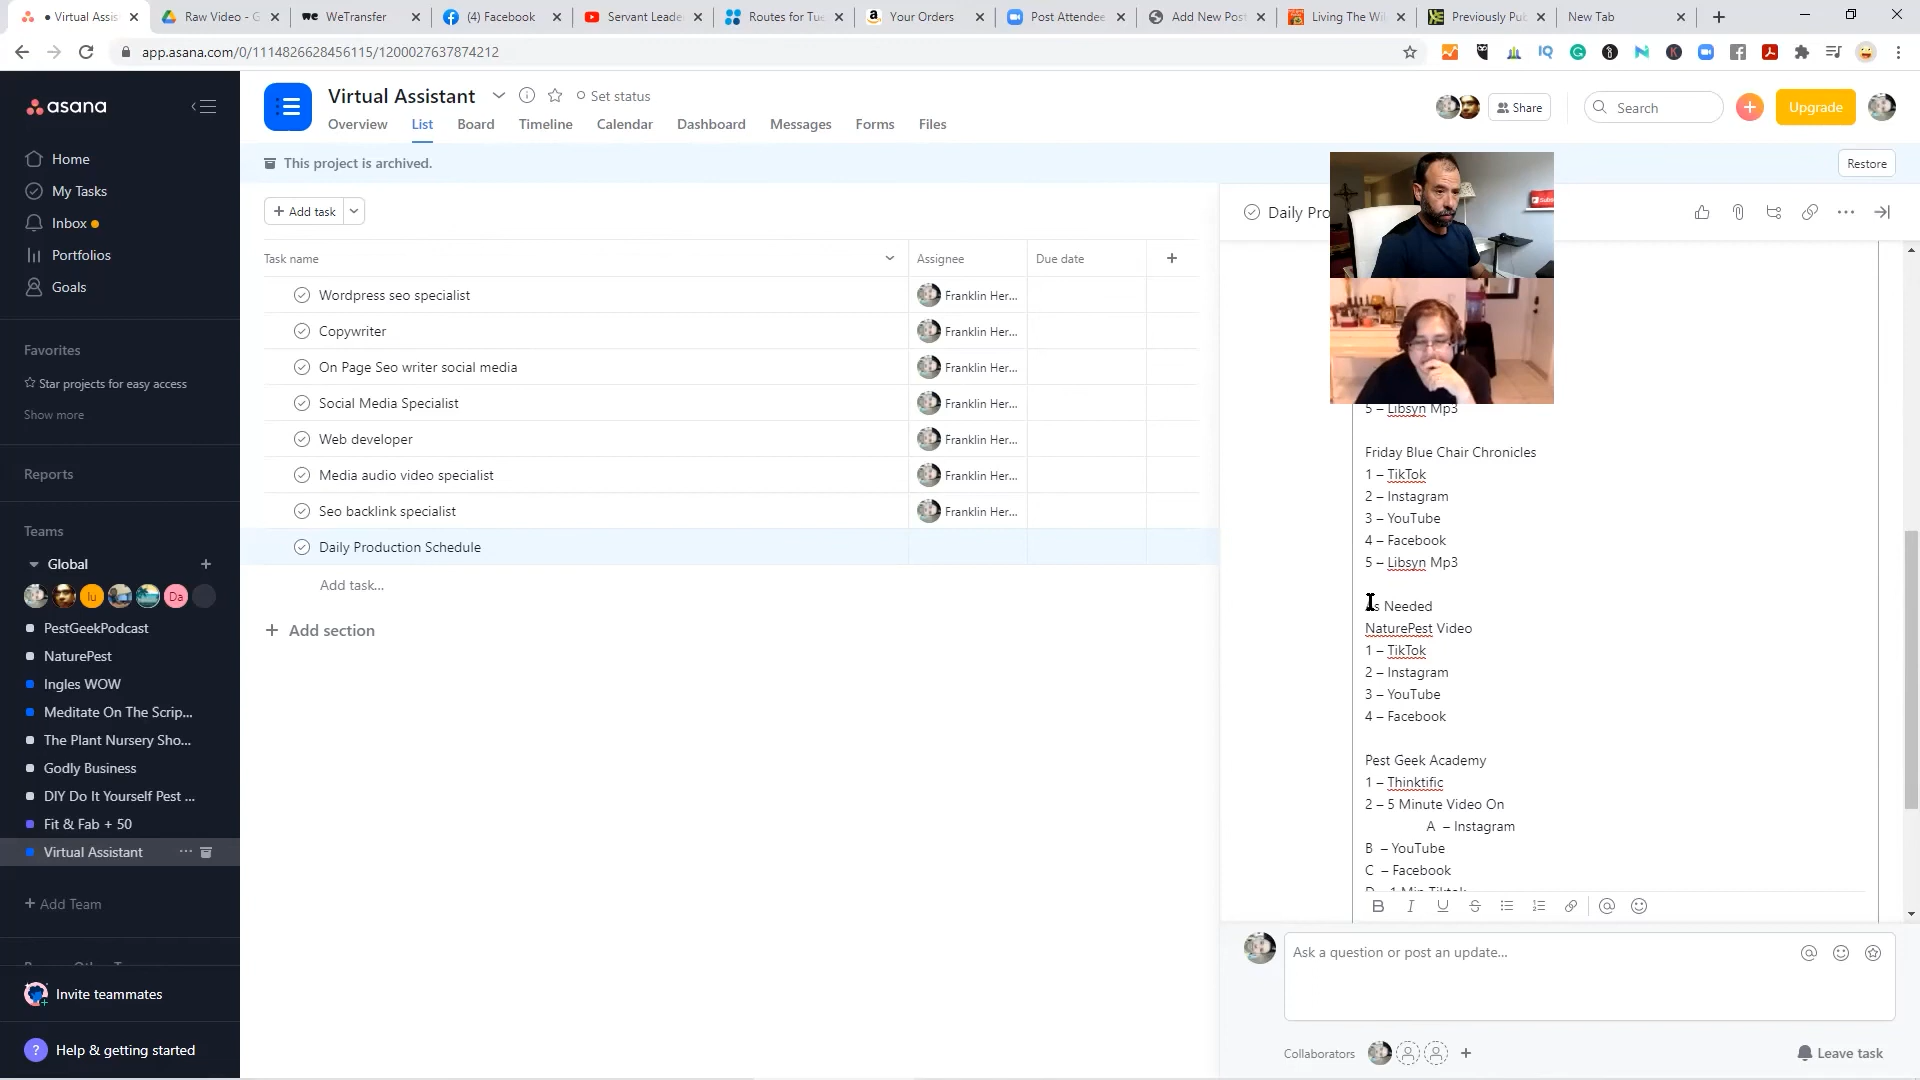 Virtual Assis
Raw Video - G
WeTransfer
(4) Facebook
Servant Leade
Routes for Tue
Your Orders
Post Attendee
Add New Post
Living The Wil
Previously Pub
New Tab
app.asana.com/0/1114826628456115/1200027637874212
asana
Virtual Assistant
Set status
Share
Search
Upgrade
Overview
List
Board
Timeline
Calendar
Dashboard
Messages
Forms
Files
Home
My Tasks
Inbox
Portfolios
Goals
Favorites
Star projects for easy access
Show more
Reports
Teams
Global
Iu
Da
PestGeekPodcast
NaturePest
Ingles WOW
Meditate On The Scrip...
The Plant Nursery Sho...
Godly Business
DIY Do It Yourself Pest ...
Fit & Fab + 50
Virtual Assistant
+ Add Team
Invite teammates
Help & getting started
This project is archived.
Restore
+ Add task
Task name
Assignee
Due date
Wordpress seo specialist
Franklin Her...
Copywriter
Franklin Her...
On Page Seo writer social media
Franklin Her...
Social Media Specialist
Franklin Her...
Web developer
Franklin Her...
Media audio video specialist
Franklin Her...
Seo backlink specialist
Franklin Her...
Daily Production Schedule
Add task...
+ Add section
Daily Pro
5 – Libsyn Mp3
Friday Blue Chair Chronicles
1 – TikTok
2 – Instagram
3 – YouTube
4 – Facebook
5 – Libsyn Mp3
As Needed
NaturePest Video
1 – TikTok
2 – Instagram
3 – YouTube
4 – Facebook
Pest Geek Academy
1 – Thinktific
2 – 5 Minute Video On
A – Instagram
B – YouTube
C – Facebook
D – 1 Min Tiktok
Ask a question or post an update...
Collaborators
Leave task